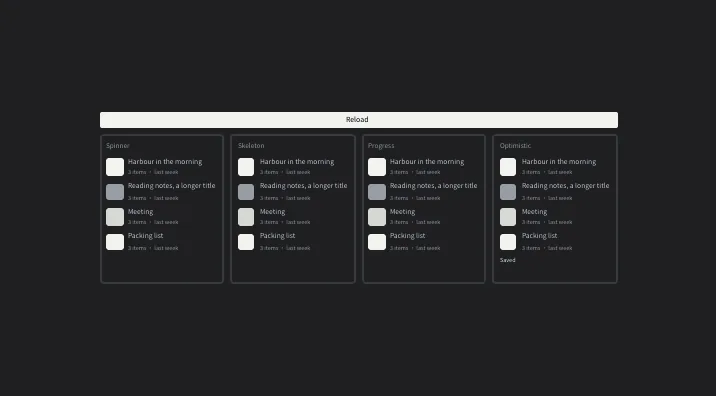 Reload
Spinner
Harbour in the morning
3 items · last week
Reading notes, a longer title
3 items · last week
Meeting
3 items · last week
Packing list
3 items · last week
Skeleton
Harbour in the morning
3 items · last week
Reading notes, a longer title
3 items · last week
Meeting
3 items · last week
Packing list
3 items · last week
Progress
Harbour in the morning
3 items · last week
Reading notes, a longer title
3 items · last week
Meeting
3 items · last week
Packing list
3 items · last week
Optimistic
Harbour in the morning
3 items · last week
Reading notes, a longer title
3 items · last week
Meeting
3 items · last week
Packing list
3 items · last week
Saved